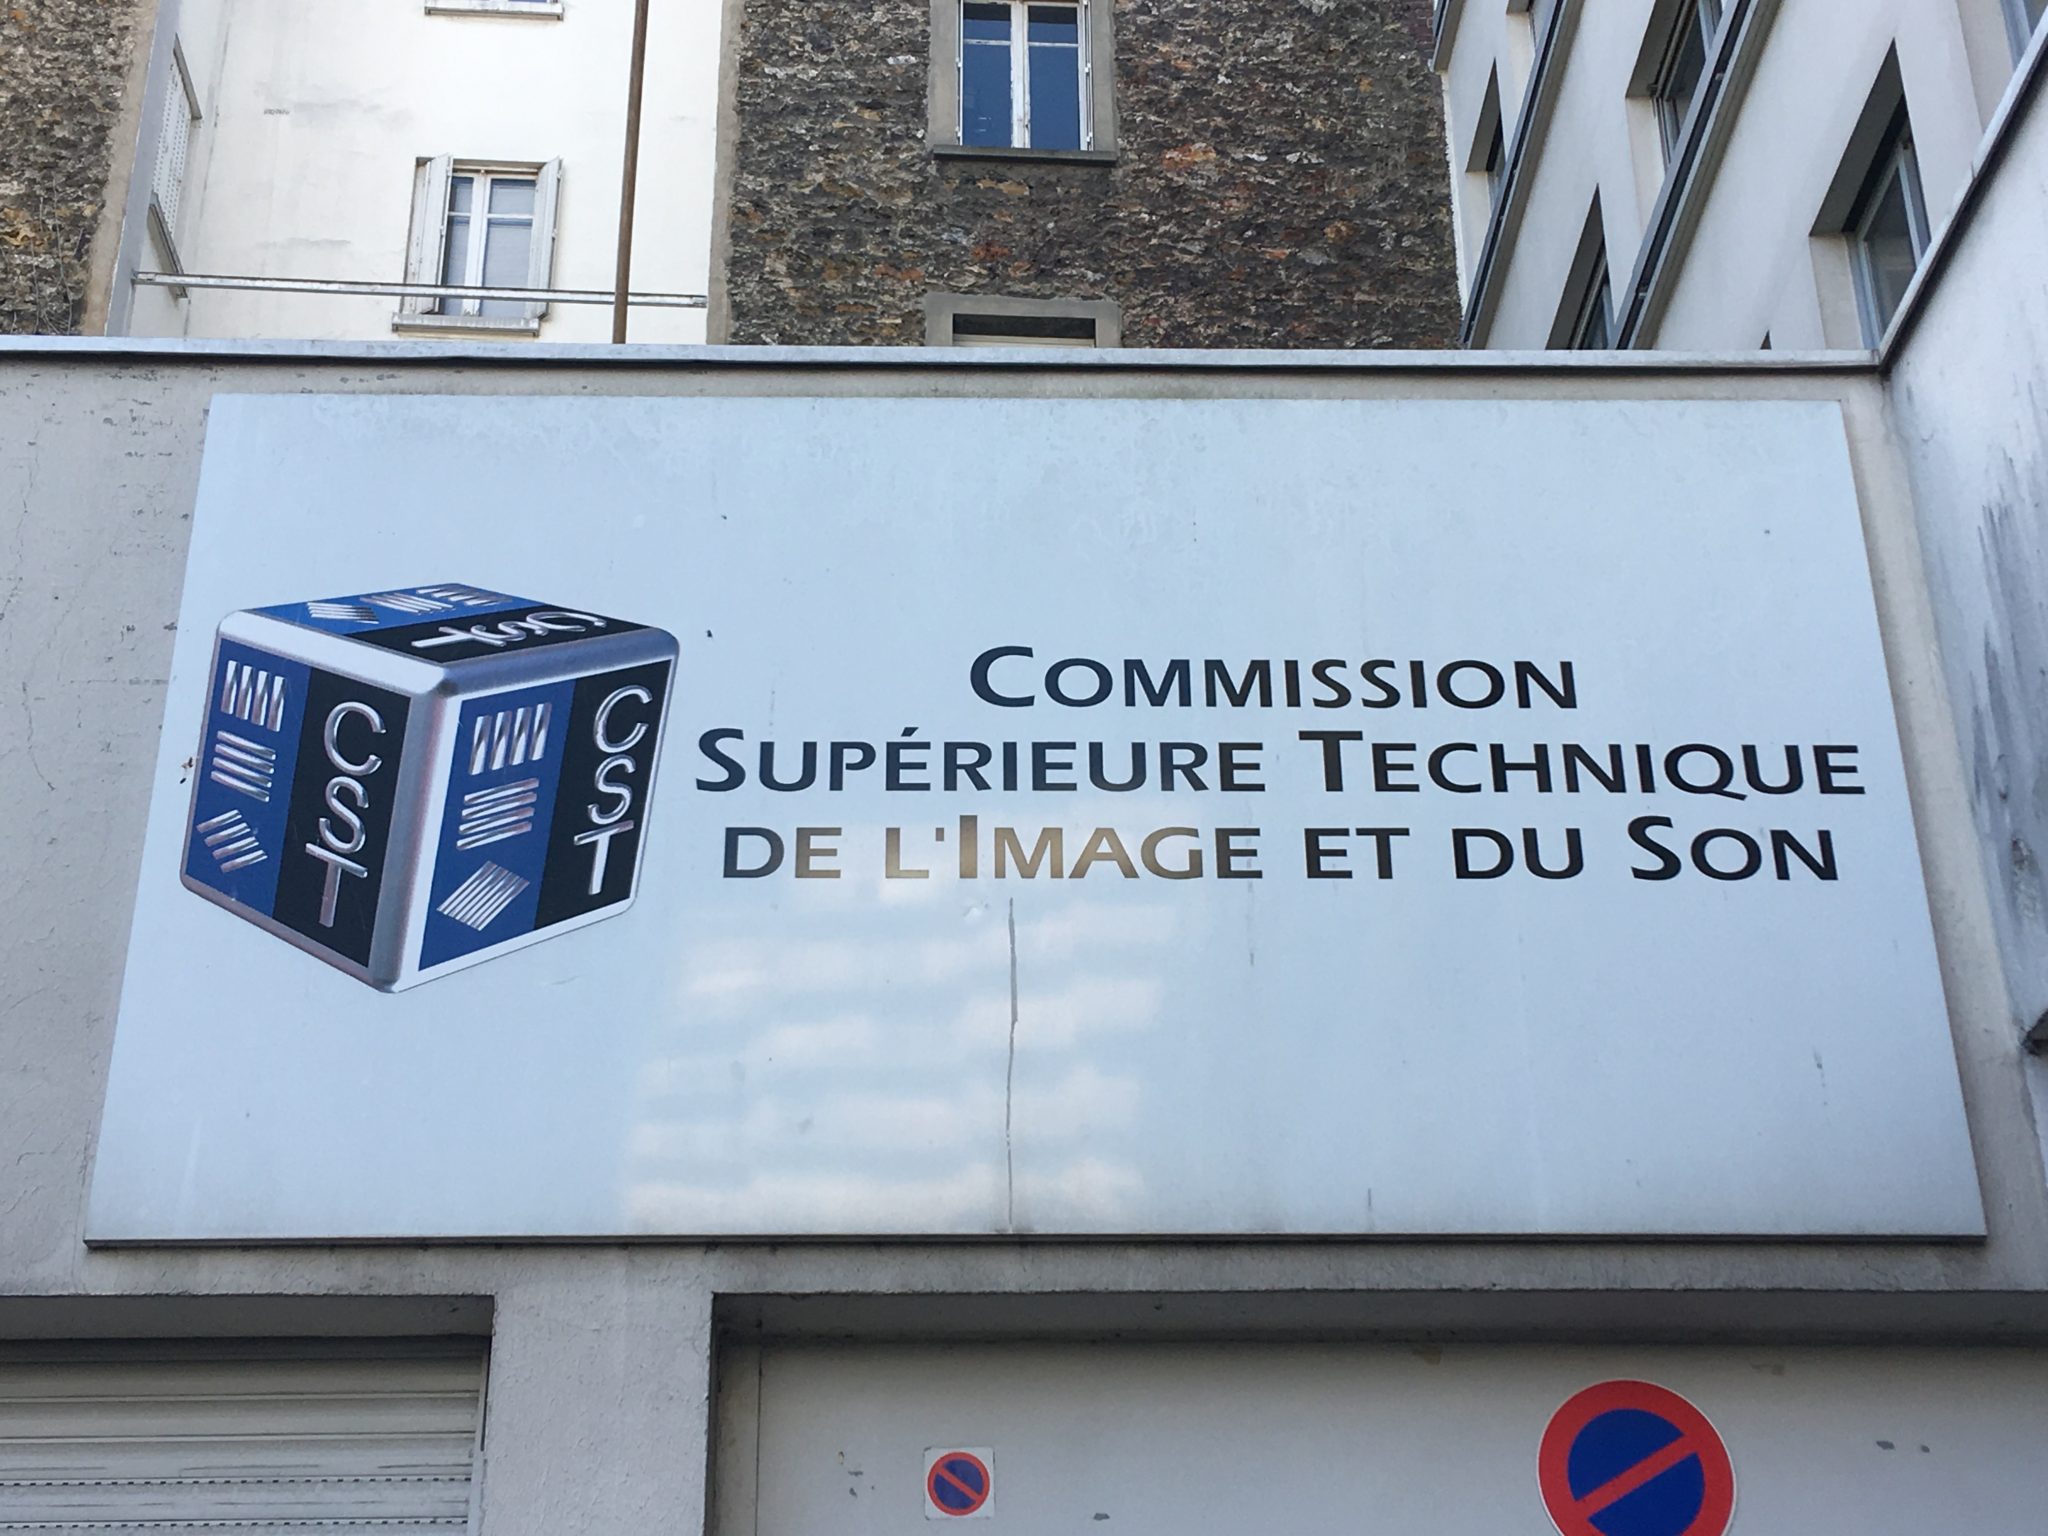 CST
CST
CST
COMMISSION
SUPÉRIEURE TECHNIQUE
DE L'IMAGE ET DU SON